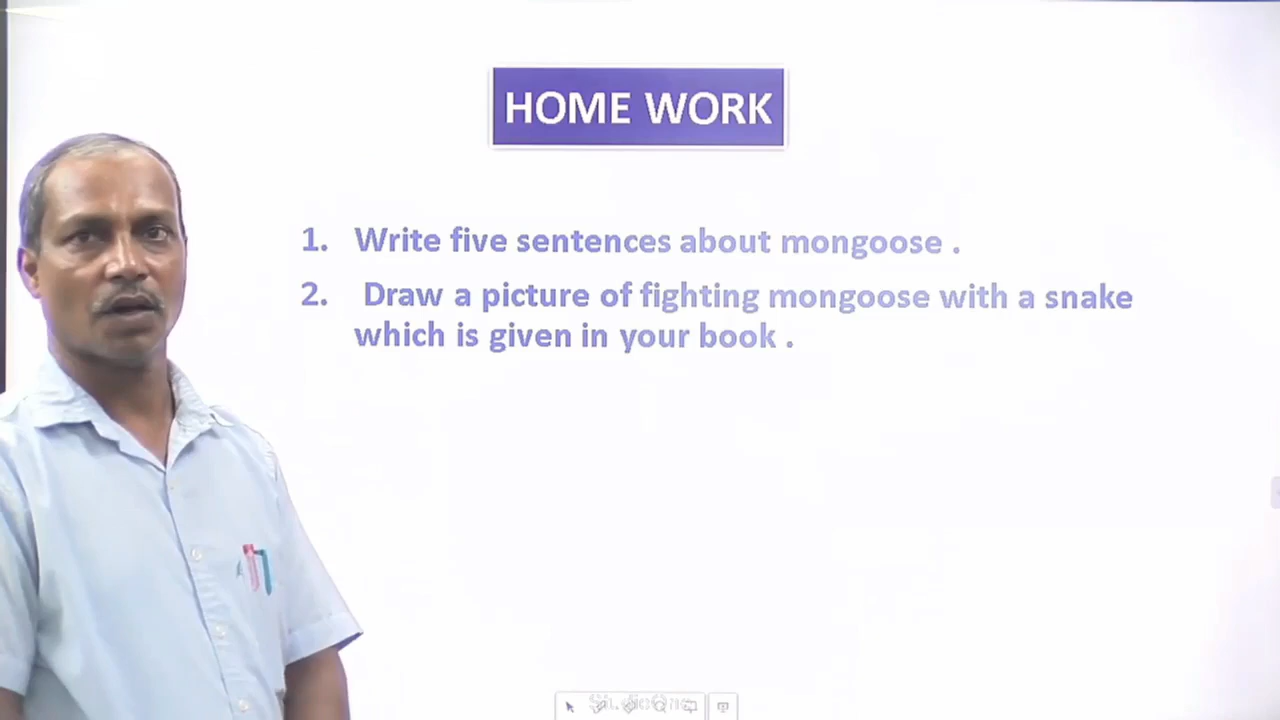 HOME WORK
1. Write five sentences about mongoose .
2. Draw a picture of fighting mongoose with a snake
which is given in your book .